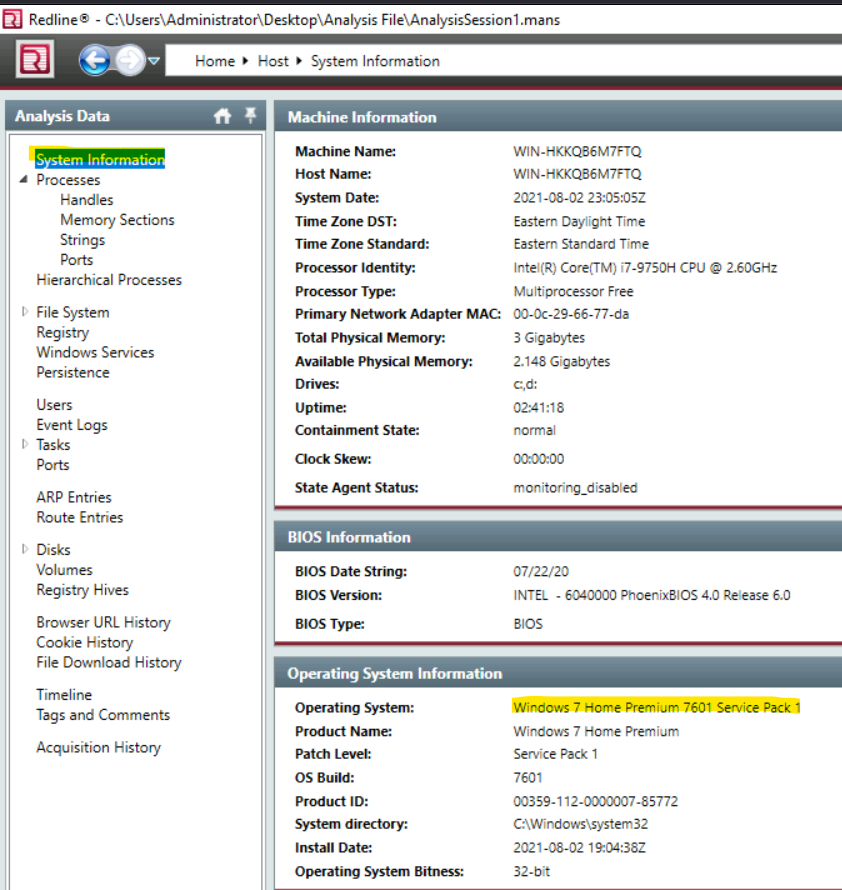 Redline® - C:\Users\Administrator\Desktop\Analysis File\AnalysisSession1.mans
Home Host System Information
Analysis Data
System Information
Processes
Handles
Memory Sections
Strings
Ports
Hierarchical Processes
File System
Registry
Windows Services
Persistence
Users
Event Logs
Tasks
Ports
ARP Entries
Route Entries
Disks
Volumes
Registry Hives
Browser URL History
Cookie History
File Download History
Timeline
Tags and Comments
Acquisition History
Machine Information
Machine Name: WIN-HKKQB6M7FTQ
Host Name: WIN-HKKQB6M7FTQ
System Date: 2021-08-02 23:05:05Z
Time Zone DST: Eastern Daylight Time
Time Zone Standard: Eastern Standard Time
Processor Identity: Intel(R) Core(TM) i7-9750H CPU @ 2.60GHz
Processor Type: Multiprocessor Free
Primary Network Adapter MAC: 00-0c-29-66-77-da
Total Physical Memory: 3 Gigabytes
Available Physical Memory: 2.148 Gigabytes
Drives: c:,d:
Uptime: 02:41:18
Containment State: normal
Clock Skew: 00:00:00
State Agent Status: monitoring_disabled
BIOS Information
BIOS Date String: 07/22/20
BIOS Version: INTEL - 6040000 PhoenixBIOS 4.0 Release 6.0
BIOS Type: BIOS
Operating System Information
Operating System: Windows 7 Home Premium 7601 Service Pack 1
Product Name: Windows 7 Home Premium
Patch Level: Service Pack 1
OS Build: 7601
Product ID: 00359-112-0000007-85772
System directory: C:\Windows\system32
Install Date: 2021-08-02 19:04:38Z
Operating System Bitness: 32-bit